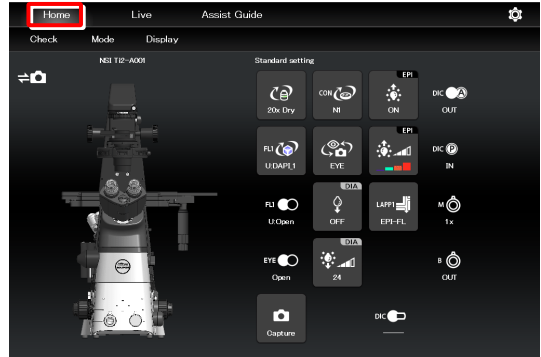 Home Live Assist Guide
Check Mode Display
NSI Ti2-A001 Standard setting
20x Dry
CON
N1
EPI
ON
DIC A
OUT
FL1
U:DAPI_1
EYE
EPI
DIC P
IN
FL1
U:Open
DIA
OFF
LAPP1
EPI-FL
M
1x
EYE
Open
DIA
24
B
OUT
Capture
DIC